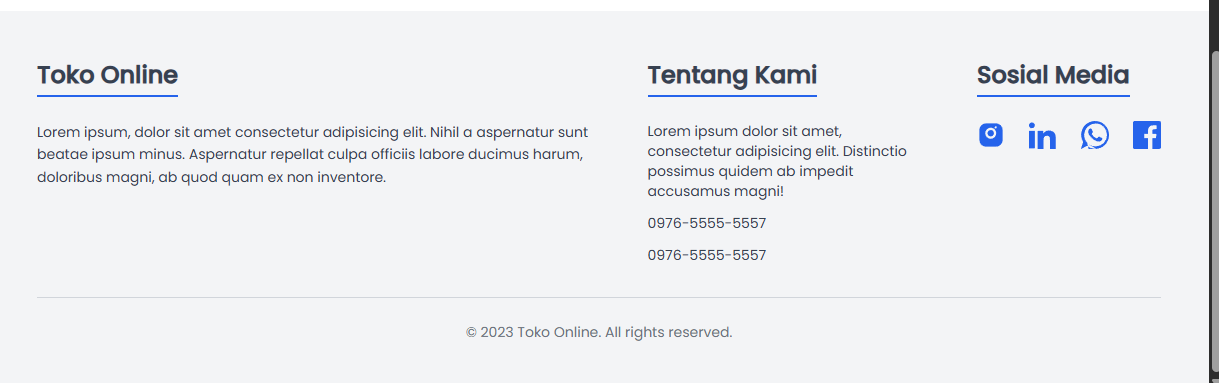 Toko Online
Lorem ipsum, dolor sit amet consectetur adipisicing elit. Nihil a aspernatur sunt
beatae ipsum minus. Aspernatur repellat culpa officiis labore ducimus harum,
doloribus magni, ab quod quam ex non inventore.
Tentang Kami
Lorem ipsum dolor sit amet,
consectetur adipisicing elit. Distinctio
possimus quidem ab impedit
accusamus magni!
0976-5555-5557
0976-5555-5557
Sosial Media
© 2023 Toko Online. All rights reserved.